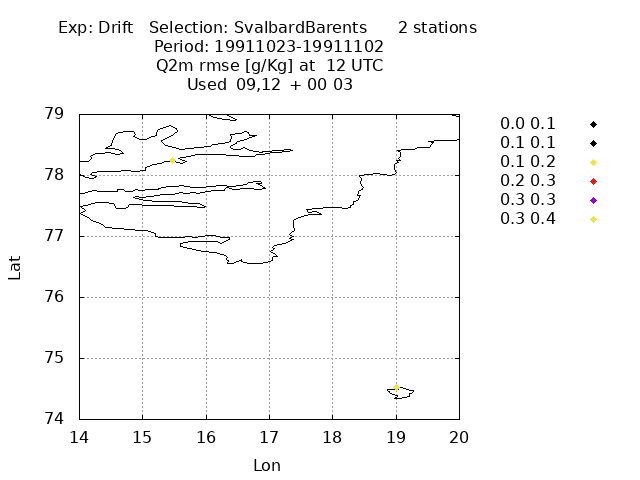 Exp: Drift Selection: SvalbardBarents 2 stations
Period: 19911023-19911102
Q2m rmse [g/Kg] at 12 UTC
Used 09,12 + 00 03
79
78
77
76
75
74
14 15 16 17 18 19 20
Lat
Lon
0.0 0.1
0.1 0.1
0.1 0.2
0.2 0.3
0.3 0.3
0.3 0.4